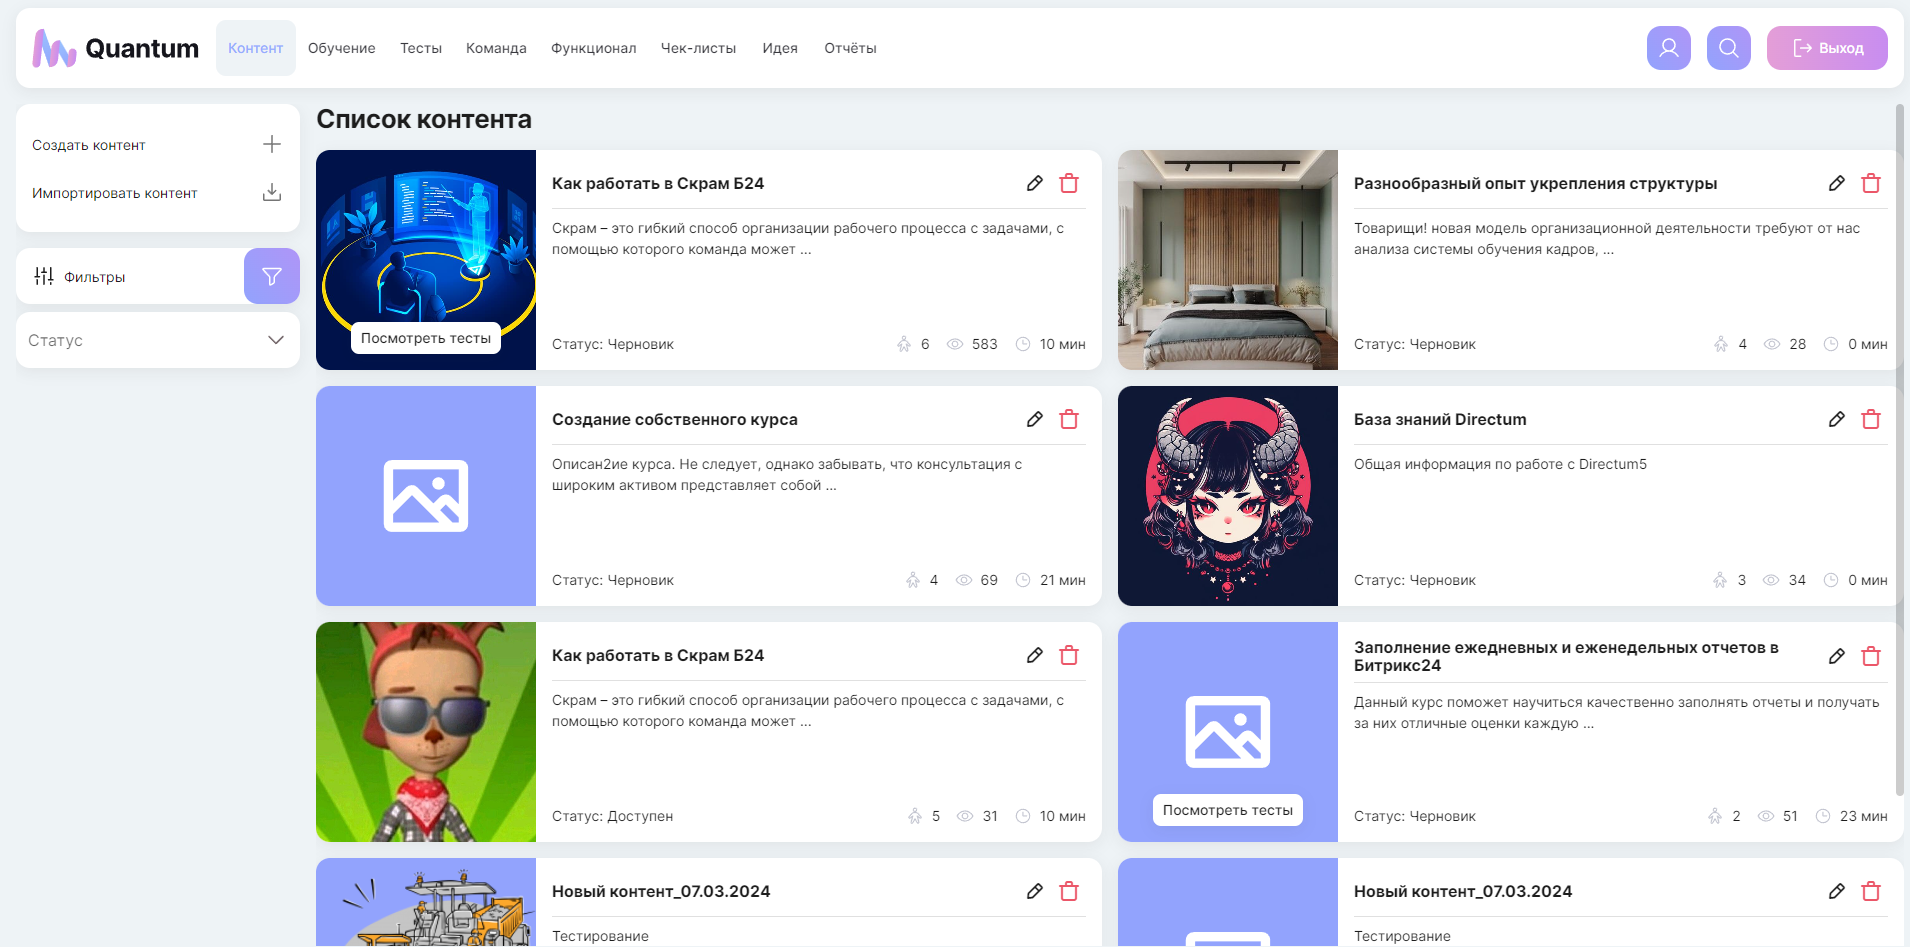 Quantum
Контент
Обучение
Тесты
Команда
Функционал
Чек-листы
Идея
Отчёты
Выход
Создать контент
Импортировать контент
Фильтры
Статус
Список контента
Как работать в Скрам Б24
Скрам – это гибкий способ организации рабочего процесса с задачами, с
помощью которого команда может ...
Посмотреть тесты
Статус: Черновик
6
583
10 мин
Разнообразный опыт укрепления структуры
Товарищи! новая модель организационной деятельности требуют от нас
анализа системы обучения кадров, ...
Статус: Черновик
4
28
0 мин
Создание собственного курса
Описан2ие курса. Не следует, однако забывать, что консультация с
широким активом представляет собой ...
Статус: Черновик
4
69
21 мин
База знаний Directum
Общая информация по работе с Directum5
Статус: Черновик
3
34
0 мин
Как работать в Скрам Б24
Скрам – это гибкий способ организации рабочего процесса с задачами, с
помощью которого команда может ...
Статус: Доступен
5
31
10 мин
Заполнение ежедневных и еженедельных отчетов в
Битрикс24
Данный курс поможет научиться качественно заполнять отчеты и получать
за них отличные оценки каждую ...
Посмотреть тесты
Статус: Черновик
2
51
23 мин
Новый контент_07.03.2024
Тестирование
Новый контент_07.03.2024
Тестирование